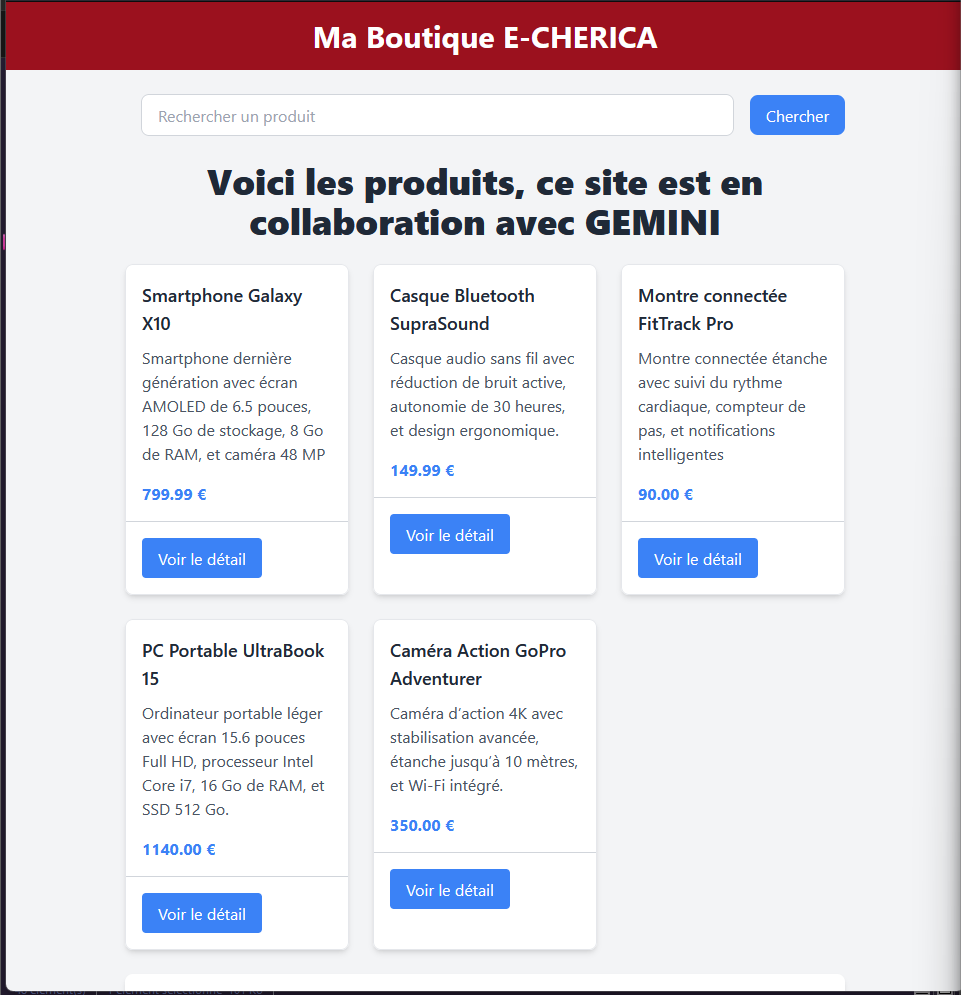 Ma Boutique E-CHERICA
Rechercher un produit
Chercher
Voici les produits, ce site est en
collaboration avec GEMINI
Smartphone Galaxy
X10
Smartphone dernière
génération avec écran
AMOLED de 6.5 pouces,
128 Go de stockage, 8 Go
de RAM, et caméra 48 MP
799.99 €
Voir le détail
Casque Bluetooth
SupraSound
Casque audio sans fil avec
réduction de bruit active,
autonomie de 30 heures,
et design ergonomique.
149.99 €
Voir le détail
Montre connectée
FitTrack Pro
Montre connectée étanche
avec suivi du rythme
cardiaque, compteur de
pas, et notifications
intelligentes
90.00 €
Voir le détail
PC Portable UltraBook
15
Ordinateur portable léger
avec écran 15.6 pouces
Full HD, processeur Intel
Core i7, 16 Go de RAM, et
SSD 512 Go.
1140.00 €
Voir le détail
Caméra Action GoPro
Adventurer
Caméra d’action 4K avec
stabilisation avancée,
étanche jusqu’à 10 mètres,
et Wi-Fi intégré.
350.00 €
Voir le détail